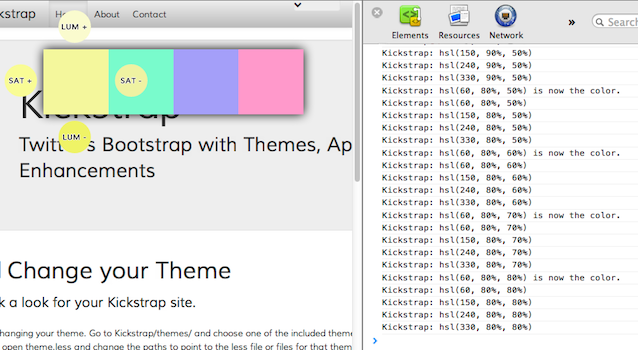 kstrap About Contact
LUM +
SAT + SAT -
Kickstrap
LUM -
Twitter's Bootstrap with Themes, Ap
Enhancements
Change your Theme
k a look for your Kickstrap site.
hanging your theme. Go to Kickstrap/themes/ and choose one of the included theme
open theme.less and change the paths to point to the less file or files for that them
Elements Resources Network » Search
Kickstrap: hsl(150, 90%, 50%)
Kickstrap: hsl(240, 90%, 50%)
Kickstrap: hsl(330, 90%, 50%)
Kickstrap: hsl(60, 80%, 50%) is now the color.
Kickstrap: hsl(60, 80%, 50%)
Kickstrap: hsl(150, 80%, 50%)
Kickstrap: hsl(240, 80%, 50%)
Kickstrap: hsl(330, 80%, 50%)
Kickstrap: hsl(60, 80%, 60%) is now the color.
Kickstrap: hsl(60, 80%, 60%)
Kickstrap: hsl(150, 80%, 60%)
Kickstrap: hsl(240, 80%, 60%)
Kickstrap: hsl(330, 80%, 60%)
Kickstrap: hsl(60, 80%, 70%) is now the color.
Kickstrap: hsl(60, 80%, 70%)
Kickstrap: hsl(150, 80%, 70%)
Kickstrap: hsl(240, 80%, 70%)
Kickstrap: hsl(330, 80%, 70%)
Kickstrap: hsl(60, 80%, 80%) is now the color.
Kickstrap: hsl(60, 80%, 80%)
Kickstrap: hsl(150, 80%, 80%)
Kickstrap: hsl(240, 80%, 80%)
Kickstrap: hsl(330, 80%, 80%)